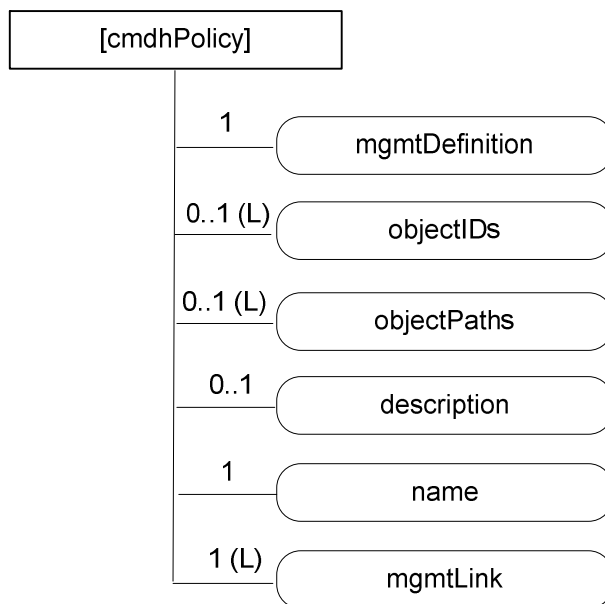 [cmdhPolicy]
1
mgmtDefinition
0..1 (L)
objectIDs
0..1 (L)
objectPaths
0..1
description
1
name
1 (L)
mgmtLink